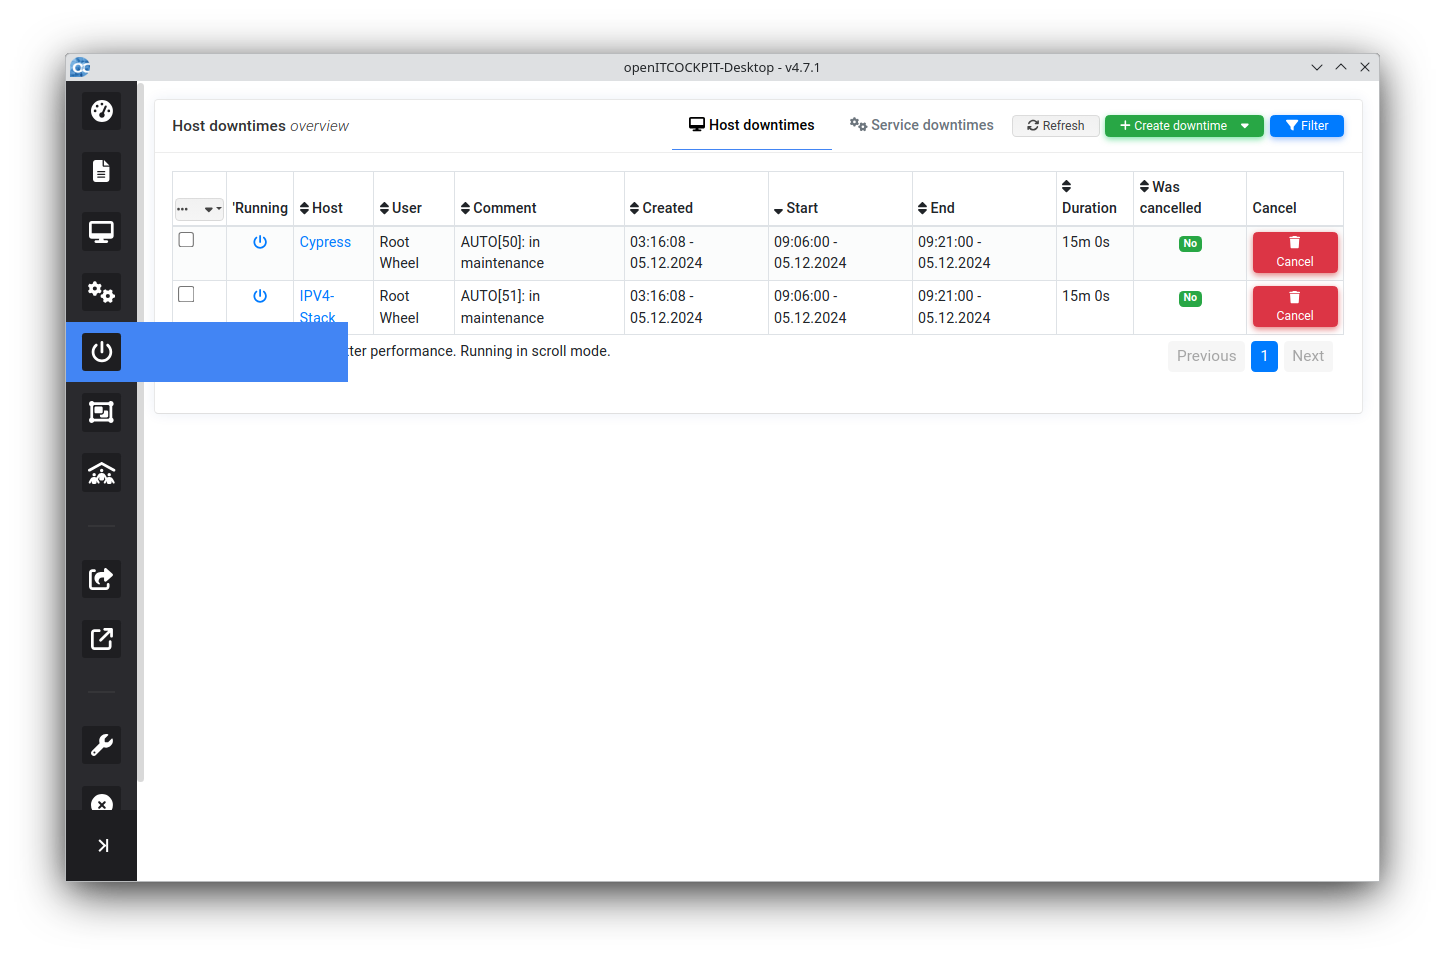 openITCOCKPIT-Desktop - v4.7.1
Host downtimes overview
Host downtimes
Service downtimes
Refresh
Create downtime
Filter
'Running
Host
User
Comment
Created
Start
End
Duration
Was
cancelled
Cancel
Cypress
Root
Wheel
AUTO[50]: in
maintenance
03:16:08 -
05.12.2024
09:06:00 -
05.12.2024
09:21:00 -
05.12.2024
15m 0s
No
Cancel
IPV4-
Stack
Root
Wheel
AUTO[51]: in
maintenance
03:16:08 -
05.12.2024
09:06:00 -
05.12.2024
09:21:00 -
05.12.2024
15m 0s
No
Cancel
performance. Running in scroll mode.
Previous
1
Next